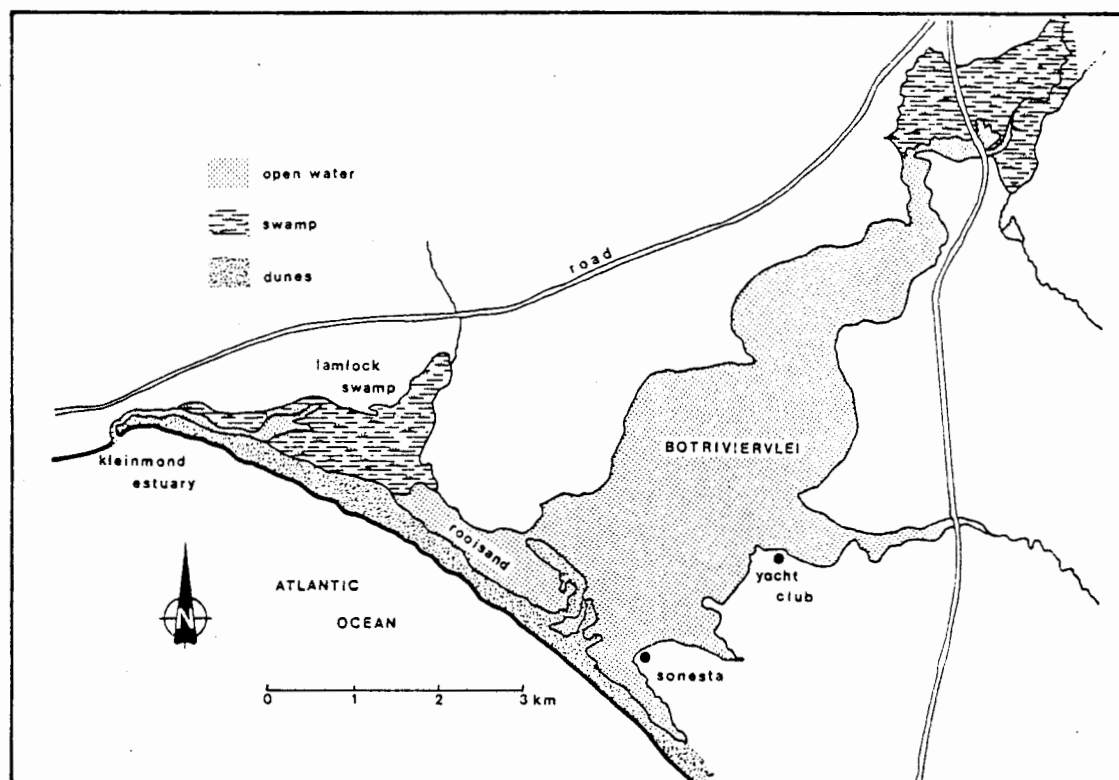 open water
swamp
dunes
road
lamlock
swamp
kleinmond
estuary
BOTRIVIERVLEI
rooisand
yacht
club
ATLANTIC
OCEAN
N
sonesta
0 1 2 3 km